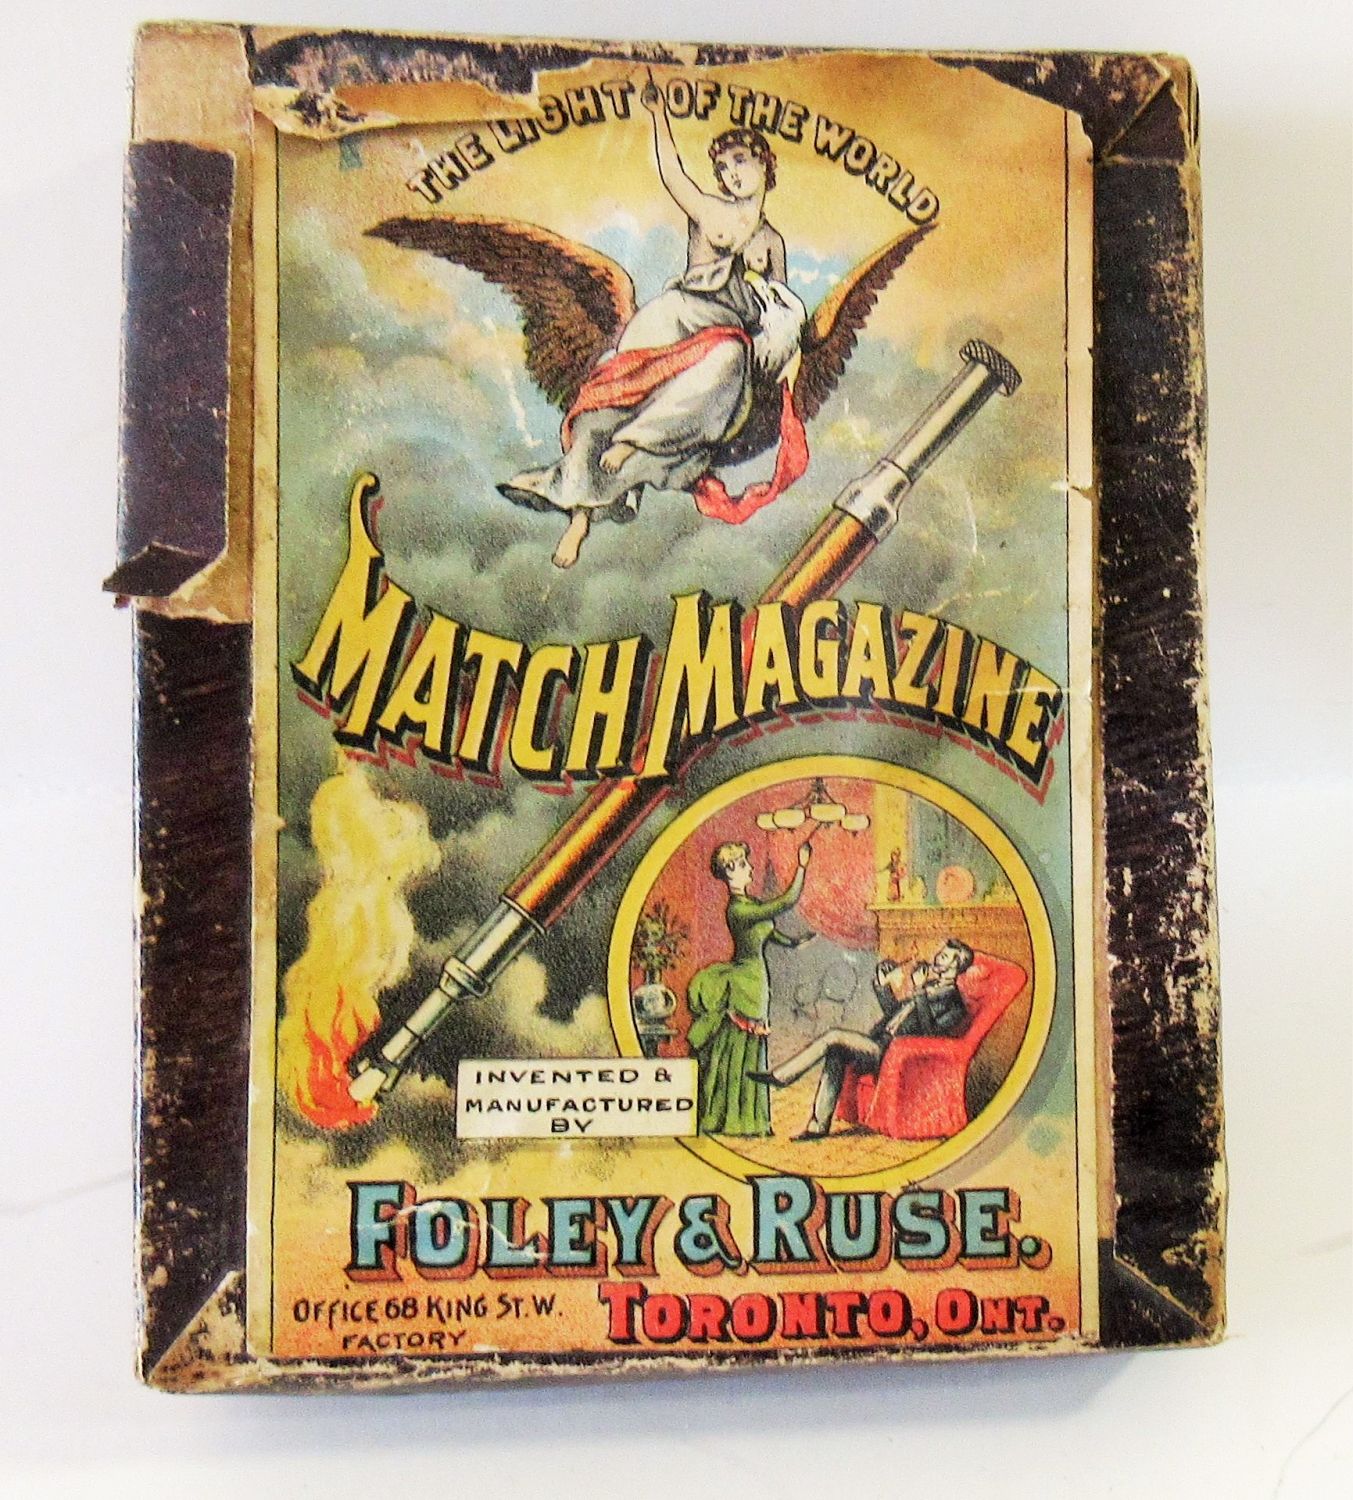 THE LIGHT OF THE WORLD
MATCH MAGAZINE
INVENTED &
MANUFACTURED
BY
FOLEY & RUSE.
OFFICE 68 KING ST. W.
FACTORY
TORONTO, ONT.